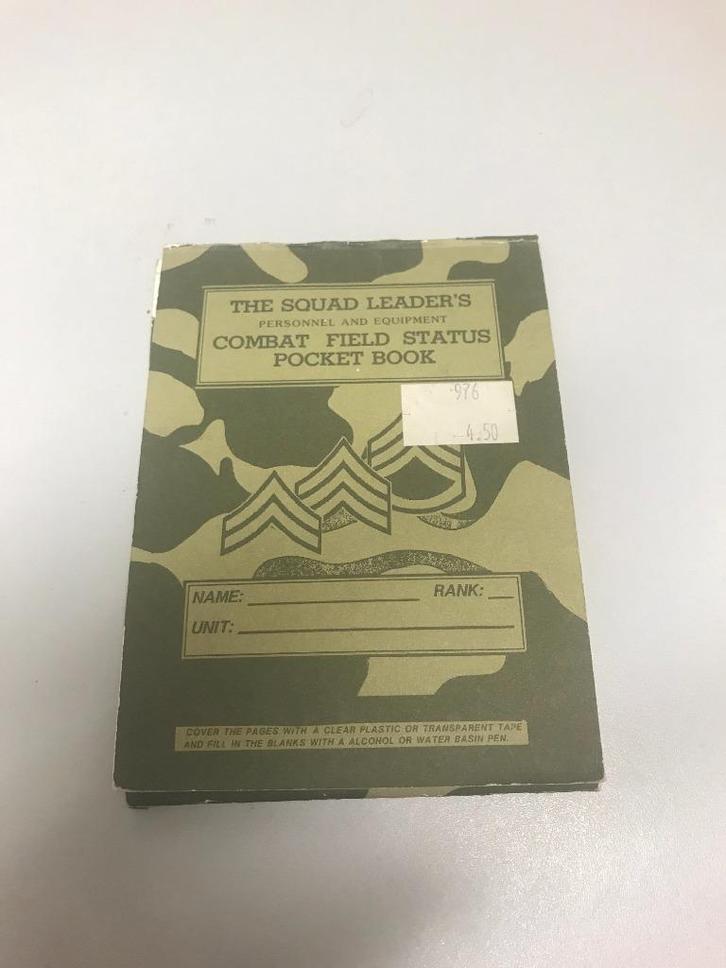 THE SQUAD LEADER'S
PERSONNEL AND EQUIPMENT
COMBAT FIELD STATUS
POCKET BOOK
976
4.50
NAME: RANK:
UNIT:
COVER THE PAGES WITH A CLEAR PLASTIC OR TRANSPARENT TAPE
AND FILL IN THE BLANKS WITH A ALCOHOL OR WATER BASIN PEN.